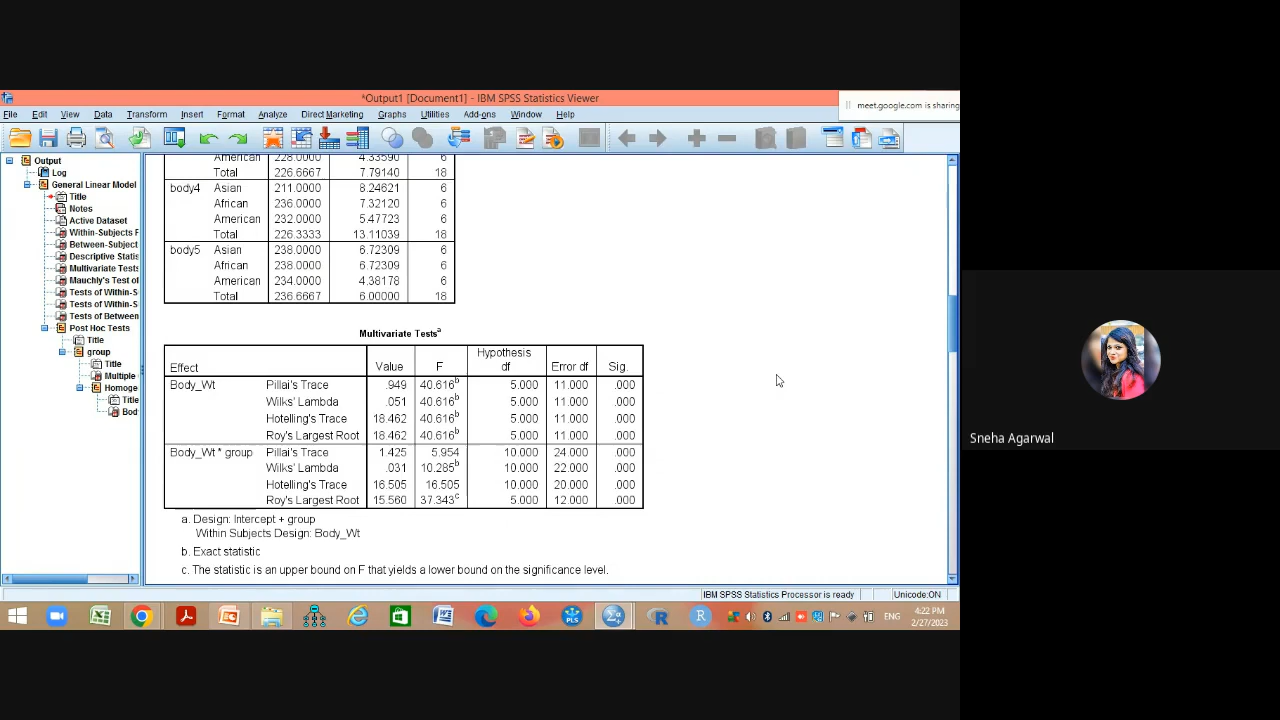 *Output1 [Document1] - IBM SPSS Statistics Viewer
meet.google.com is sharing
File Edit View Data Transform Insert Format Analyze Direct Marketing Graphs Utilities Add-ons Window Help
Output
Log
General Linear Model
Title
Notes
Active Dataset
Within-Subjects F
Between-Subject
Descriptive Statis
Multivariate Tests
Mauchly's Test of
Tests of Within-S
Tests of Within-S
Tests of Between
Post Hoc Tests
Title
group
Title
Multiple
Homoge
Title
Bod
American 228.0000 4.33590 6
Total 226.6667 7.79140 18
body4 Asian 211.0000 8.24621 6
African 236.0000 7.32120 6
American 232.0000 5.47723 6
Total 226.3333 13.11039 18
body5 Asian 238.0000 6.72309 6
African 238.0000 6.72309 6
American 234.0000 4.38178 6
Total 236.6667 6.00000 18
Multivariate Testsa
Effect Value F Hypothesis df Error df Sig.
Body_Wt Pillai's Trace .949 40.616b 5.000 11.000 .000
Wilks' Lambda .051 40.616b 5.000 11.000 .000
Hotelling's Trace 18.462 40.616b 5.000 11.000 .000
Roy's Largest Root 18.462 40.616b 5.000 11.000 .000
Body_Wt * group Pillai's Trace 1.425 5.954 10.000 24.000 .000
Wilks' Lambda .031 10.285b 10.000 22.000 .000
Hotelling's Trace 16.505 16.505 10.000 20.000 .000
Roy's Largest Root 15.560 37.343c 5.000 12.000 .000
a. Design: Intercept + group
Within Subjects Design: Body_Wt
b. Exact statistic
c. The statistic is an upper bound on F that yields a lower bound on the significance level.
IBM SPSS Statistics Processor is ready Unicode:ON
PLS
R
R
ENG
4:22 PM
2/27/2023
Sneha Agarwal